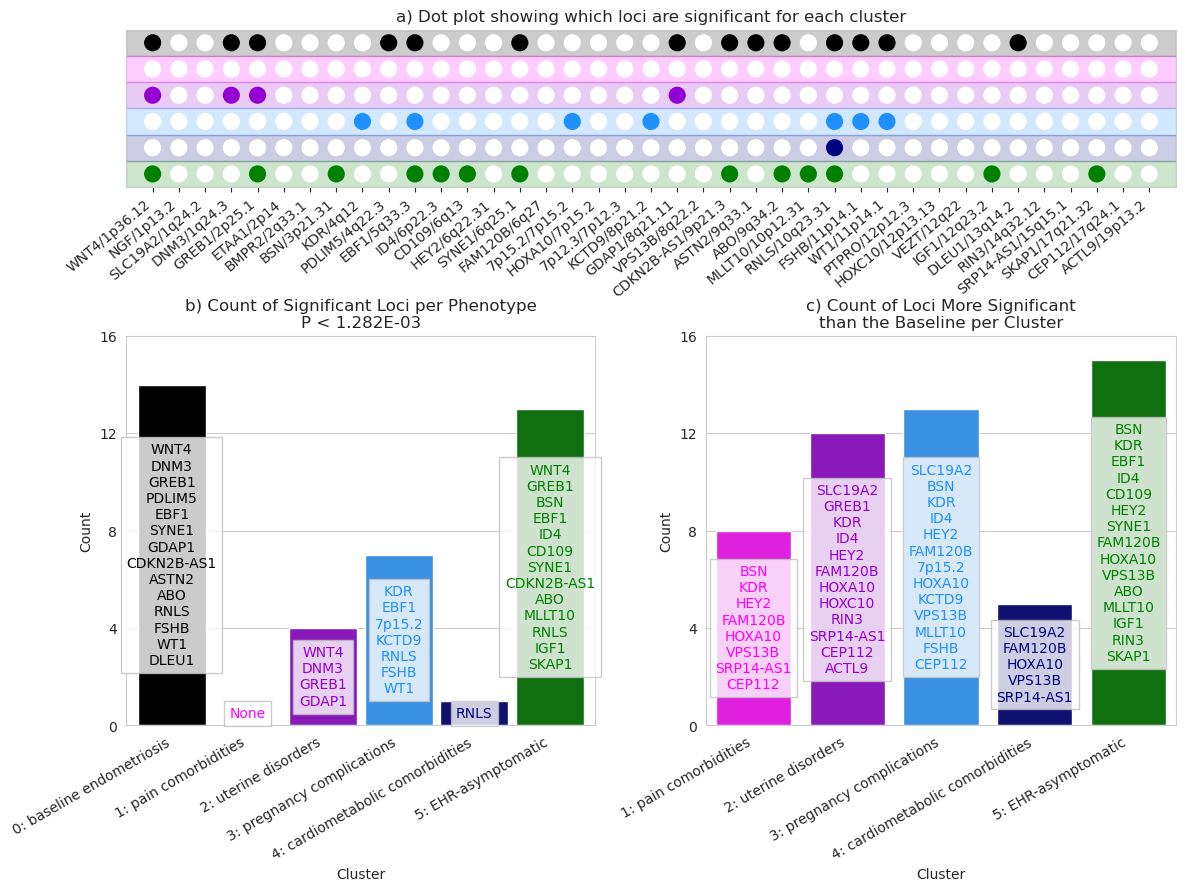 a) Dot plot showing which loci are significant for each cluster
WNT4/1p36.12
NGF/1p13.2
SLC19A2/1q24.2
DNM3/1q24.3
GREB1/2p25.1
ETAA1/2p14
BMPR2/2q33.1
BSN/3p21.31
KDR/4q12
PDLIM5/4q22.3
EBF1/5q33.3
ID4/6p22.3
CD109/6q13
HEY2/6q22.31
SYNE1/6q25.1
FAM120B/6q27
7p15.2/7p15.2
HOXA10/7p15.2
7p12.3/7p12.3
KCTD9/8p21.2
GDAP1/8q21.11
VPS13B/8q22.2
CDKN2B-AS1/9p21.3
ASTN2/9q33.1
ABO/9q34.2
MLLT10/10p12.31
RNLS/10q23.31
FSHB/11p14.1
WT1/11p14.1
PTPRO/12p12.3
HOXC10/12p13.13
VEZT/12q22
IGF1/12q23.2
DLEU1/13q14.2
RIN3/14q32.12
SRP14-AS1/15q15.1
SKAP1/17q21.32
CEP112/17q24.1
ACTL9/19p13.2
b) Count of Significant Loci per Phenotype
P < 1.282E-03
16
12
8
4
0
Count
WNT4
DNM3
GREB1
PDLIM5
EBF1
SYNE1
GDAP1
CDKN2B-AS1
ASTN2
ABO
RNLS
FSHB
WT1
DLEU1
None
WNT4
DNM3
GREB1
GDAP1
KDR
EBF1
7p15.2
KCTD9
RNLS
FSHB
WT1
RNLS
WNT4
GREB1
BSN
EBF1
ID4
CD109
SYNE1
CDKN2B-AS1
ABO
MLLT10
RNLS
IGF1
SKAP1
0: baseline endometriosis
1: pain comorbidities
2: uterine disorders
3: pregnancy complications
4: cardiometabolic comorbidities
5: EHR-asymptomatic
Cluster
c) Count of Loci More Significant
than the Baseline per Cluster
16
12
8
4
0
Count
BSN
KDR
HEY2
FAM120B
HOXA10
VPS13B
SRP14-AS1
CEP112
SLC19A2
GREB1
KDR
ID4
HEY2
FAM120B
HOXA10
HOXC10
RIN3
SRP14-AS1
CEP112
ACTL9
SLC19A2
BSN
KDR
ID4
HEY2
FAM120B
7p15.2
HOXA10
KCTD9
VPS13B
MLLT10
FSHB
CEP112
SLC19A2
FAM120B
HOXA10
VPS13B
SRP14-AS1
BSN
KDR
EBF1
ID4
CD109
HEY2
SYNE1
FAM120B
HOXA10
VPS13B
ABO
MLLT10
IGF1
RIN3
SKAP1
1: pain comorbidities
2: uterine disorders
3: pregnancy complications
4: cardiometabolic comorbidities
5: EHR-asymptomatic
Cluster